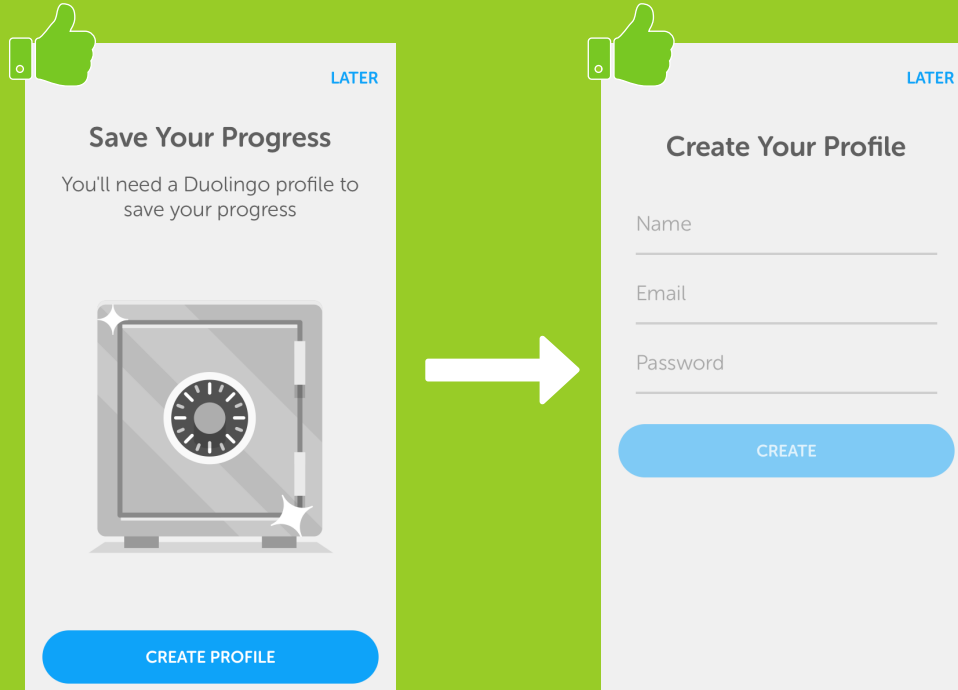 LATER
Save Your Progress
You'll need a Duolingo profile to
save your progress
CREATE PROFILE
LATER
Create Your Profile
Name
Email
Password
CREATE